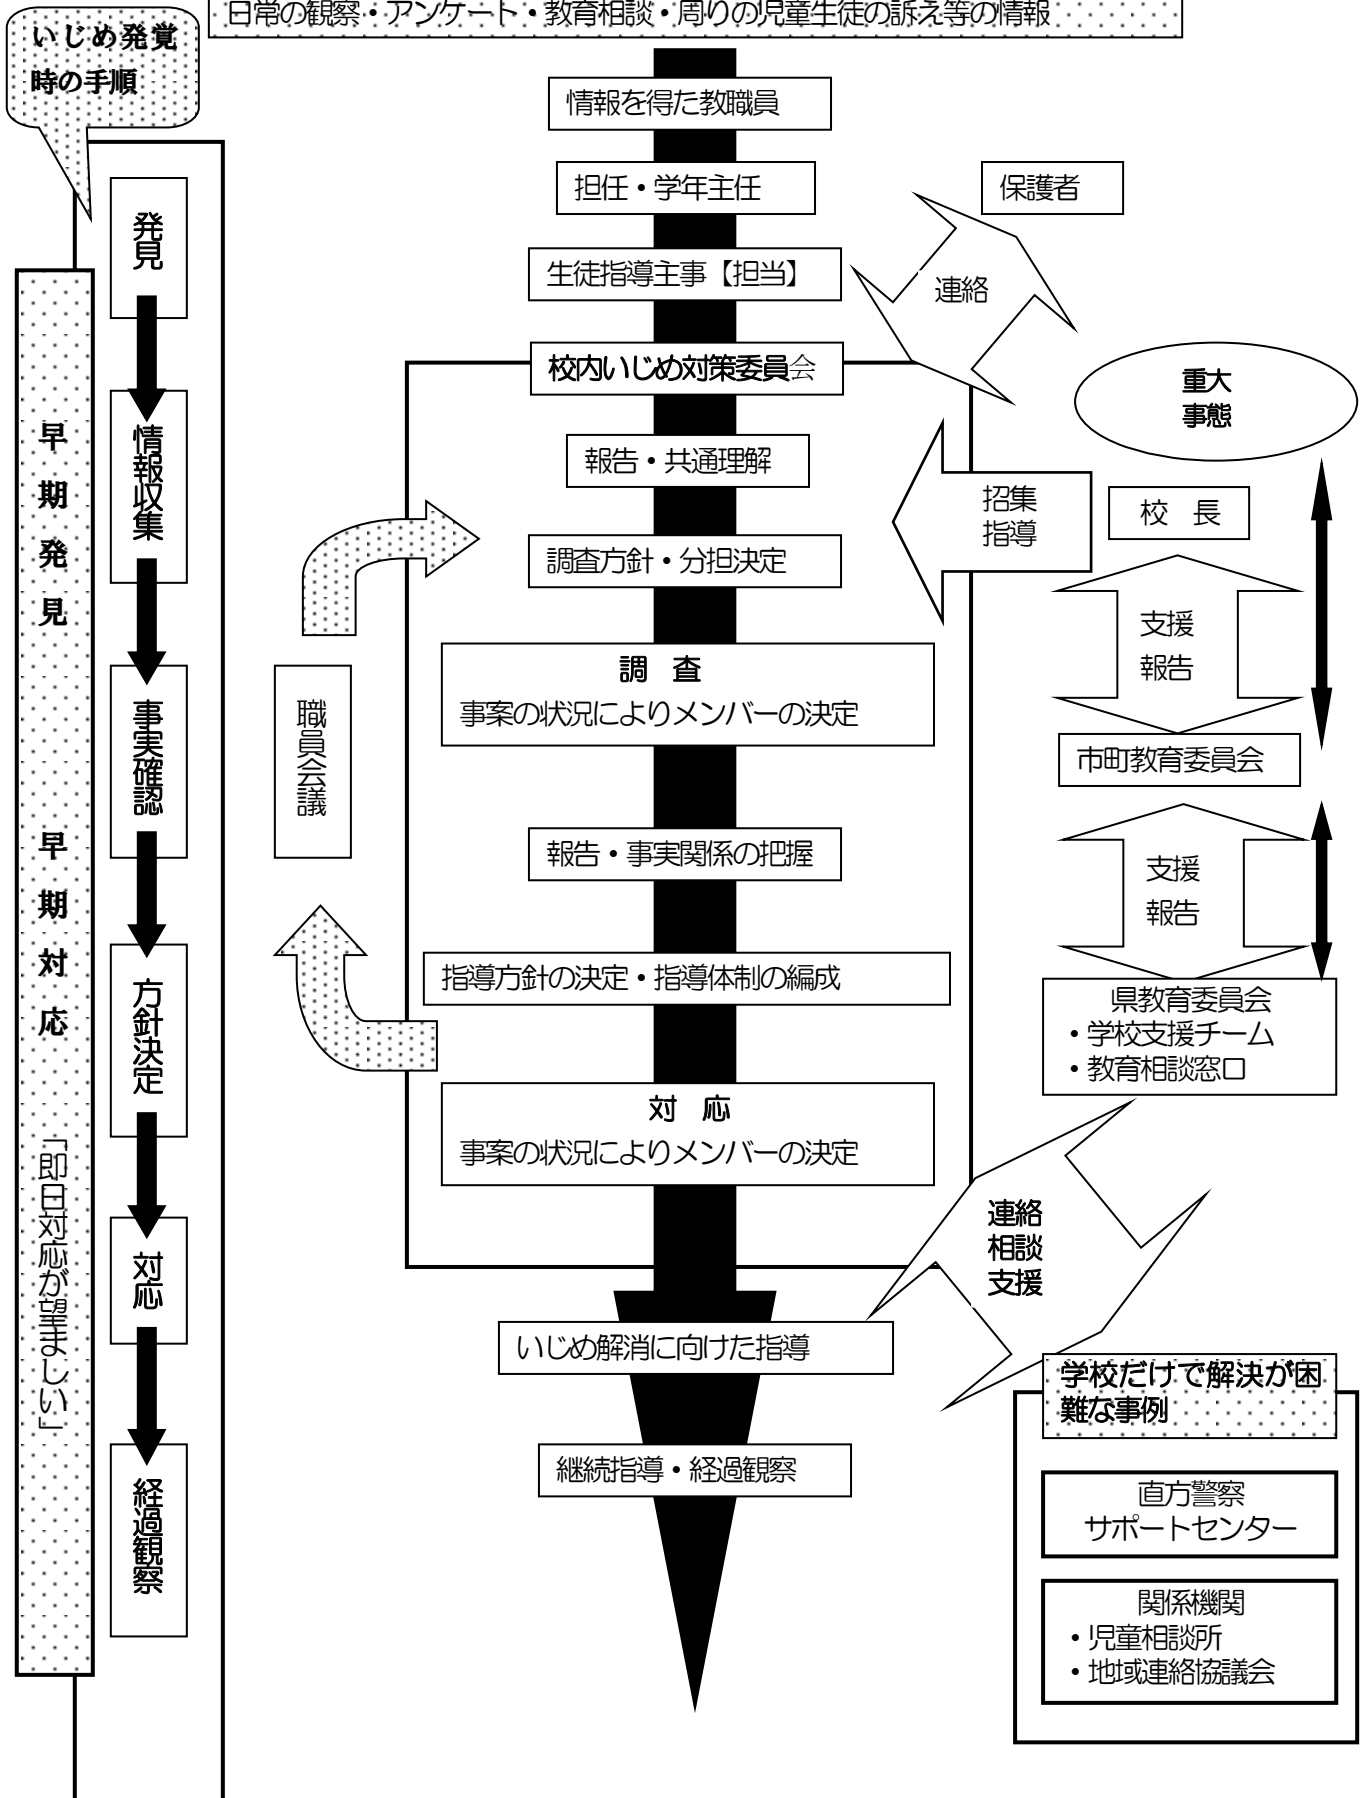 日常の観察・アンケート・教育相談・周りの児童生徒の訴え等の情報
いじめ発覚
時の手順
発見
情報収集
事実確認
方針決定
対応
経過観察
早期発見　早期対応　「即日対応が望ましい」
情報を得た教職員
担任・学年主任
生徒指導主事【担当】
校内いじめ対策委員会
報告・共通理解
調査方針・分担決定
調　査
事案の状況によりメンバーの決定
報告・事実関係の把握
指導方針の決定・指導体制の編成
対　応
事案の状況によりメンバーの決定
いじめ解消に向けた指導
継続指導・経過観察
職員会議
保護者
連絡
重大
事態
招集
指導
校　長
支援
報告
市町教育委員会
支援
報告
県教育委員会
・学校支援チーム
・教育相談窓口
連絡
相談
支援
学校だけで解決が困
難な事例
直方警察
サポートセンター
関係機関
・児童相談所
・地域連絡協議会